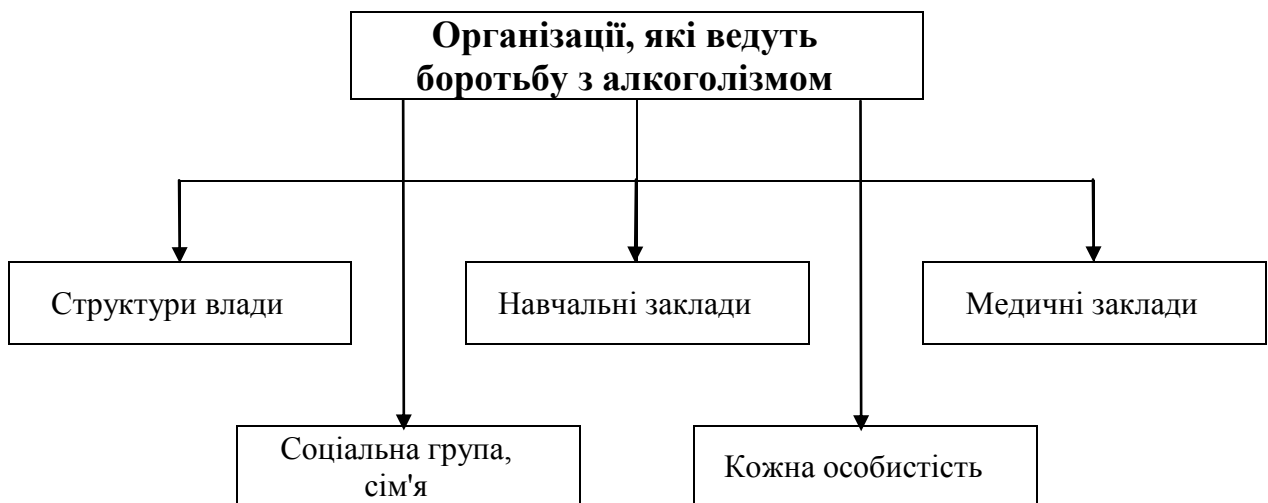 Організації, які ведуть
боротьбу з алкоголізмом
Структури влади
Навчальні заклади
Медичні заклади
Соціальна група,
сім'я
Кожна особистість